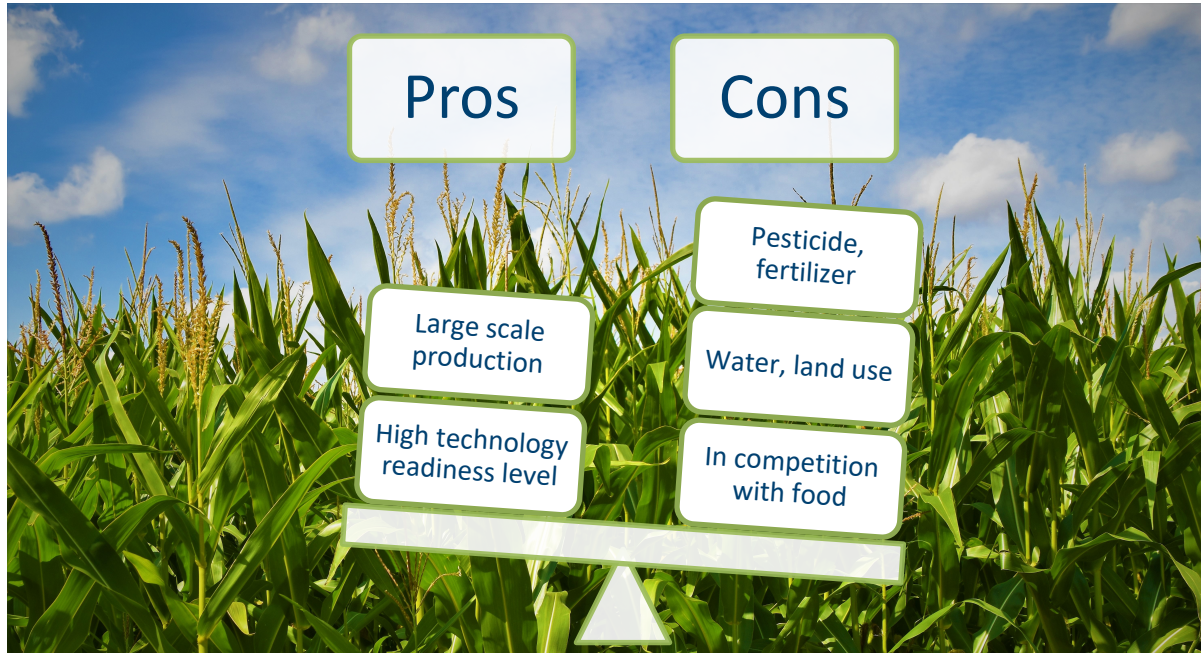 Pros
Cons
Large scale
production
High technology
readiness level
Pesticide,
fertilizer
Water, land use
In competition
with food